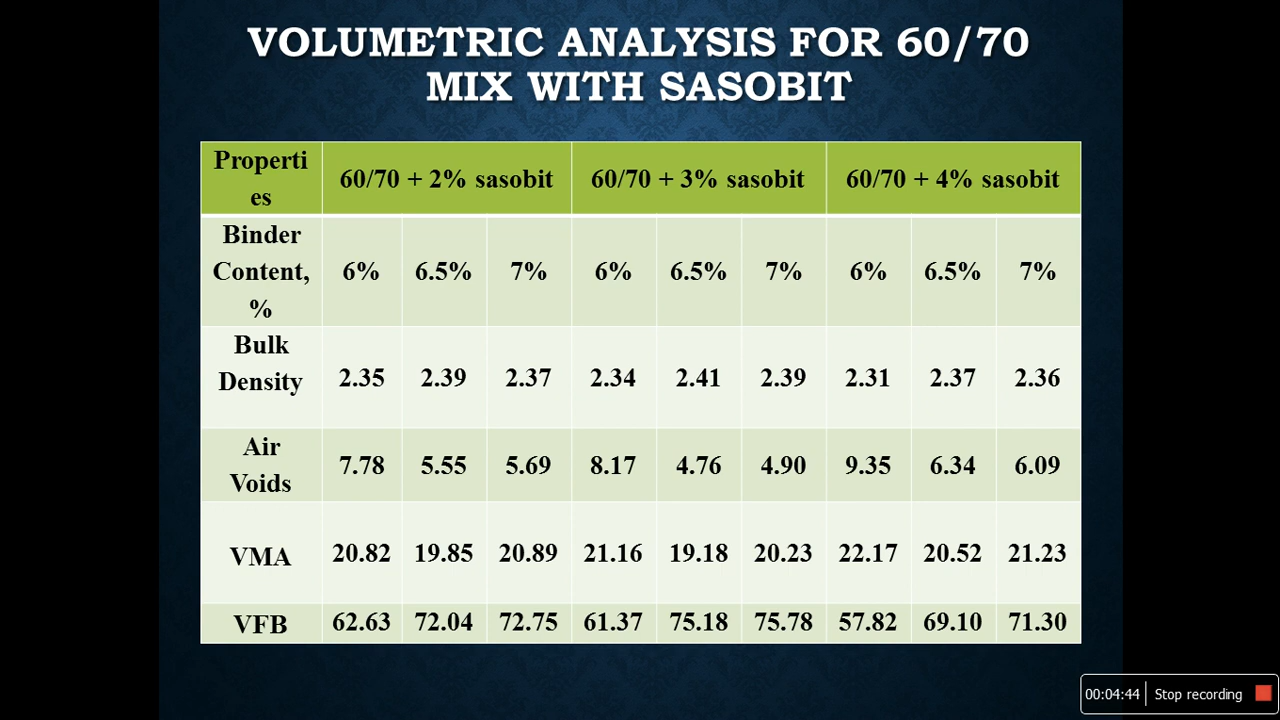 VOLUMETRIC ANALYSIS FOR 60/70
MIX WITH SASOBIT
Properti
es
60/70 + 2% sasobit 60/70 + 3% sasobit 60/70 + 4% sasobit
Binder
Content,
%
6% 6.5% 7% 6% 6.5% 7% 6% 6.5% 7%
Bulk
Density
2.35 2.39 2.37 2.34 2.41 2.39 2.31 2.37 2.36
Air
Voids
7.78 5.55 5.69 8.17 4.76 4.90 9.35 6.34 6.09
VMA 20.82 19.85 20.89 21.16 19.18 20.23 22.17 20.52 21.23
VFB 62.63 72.04 72.75 61.37 75.18 75.78 57.82 69.10 71.30
00:04:44 Stop recording